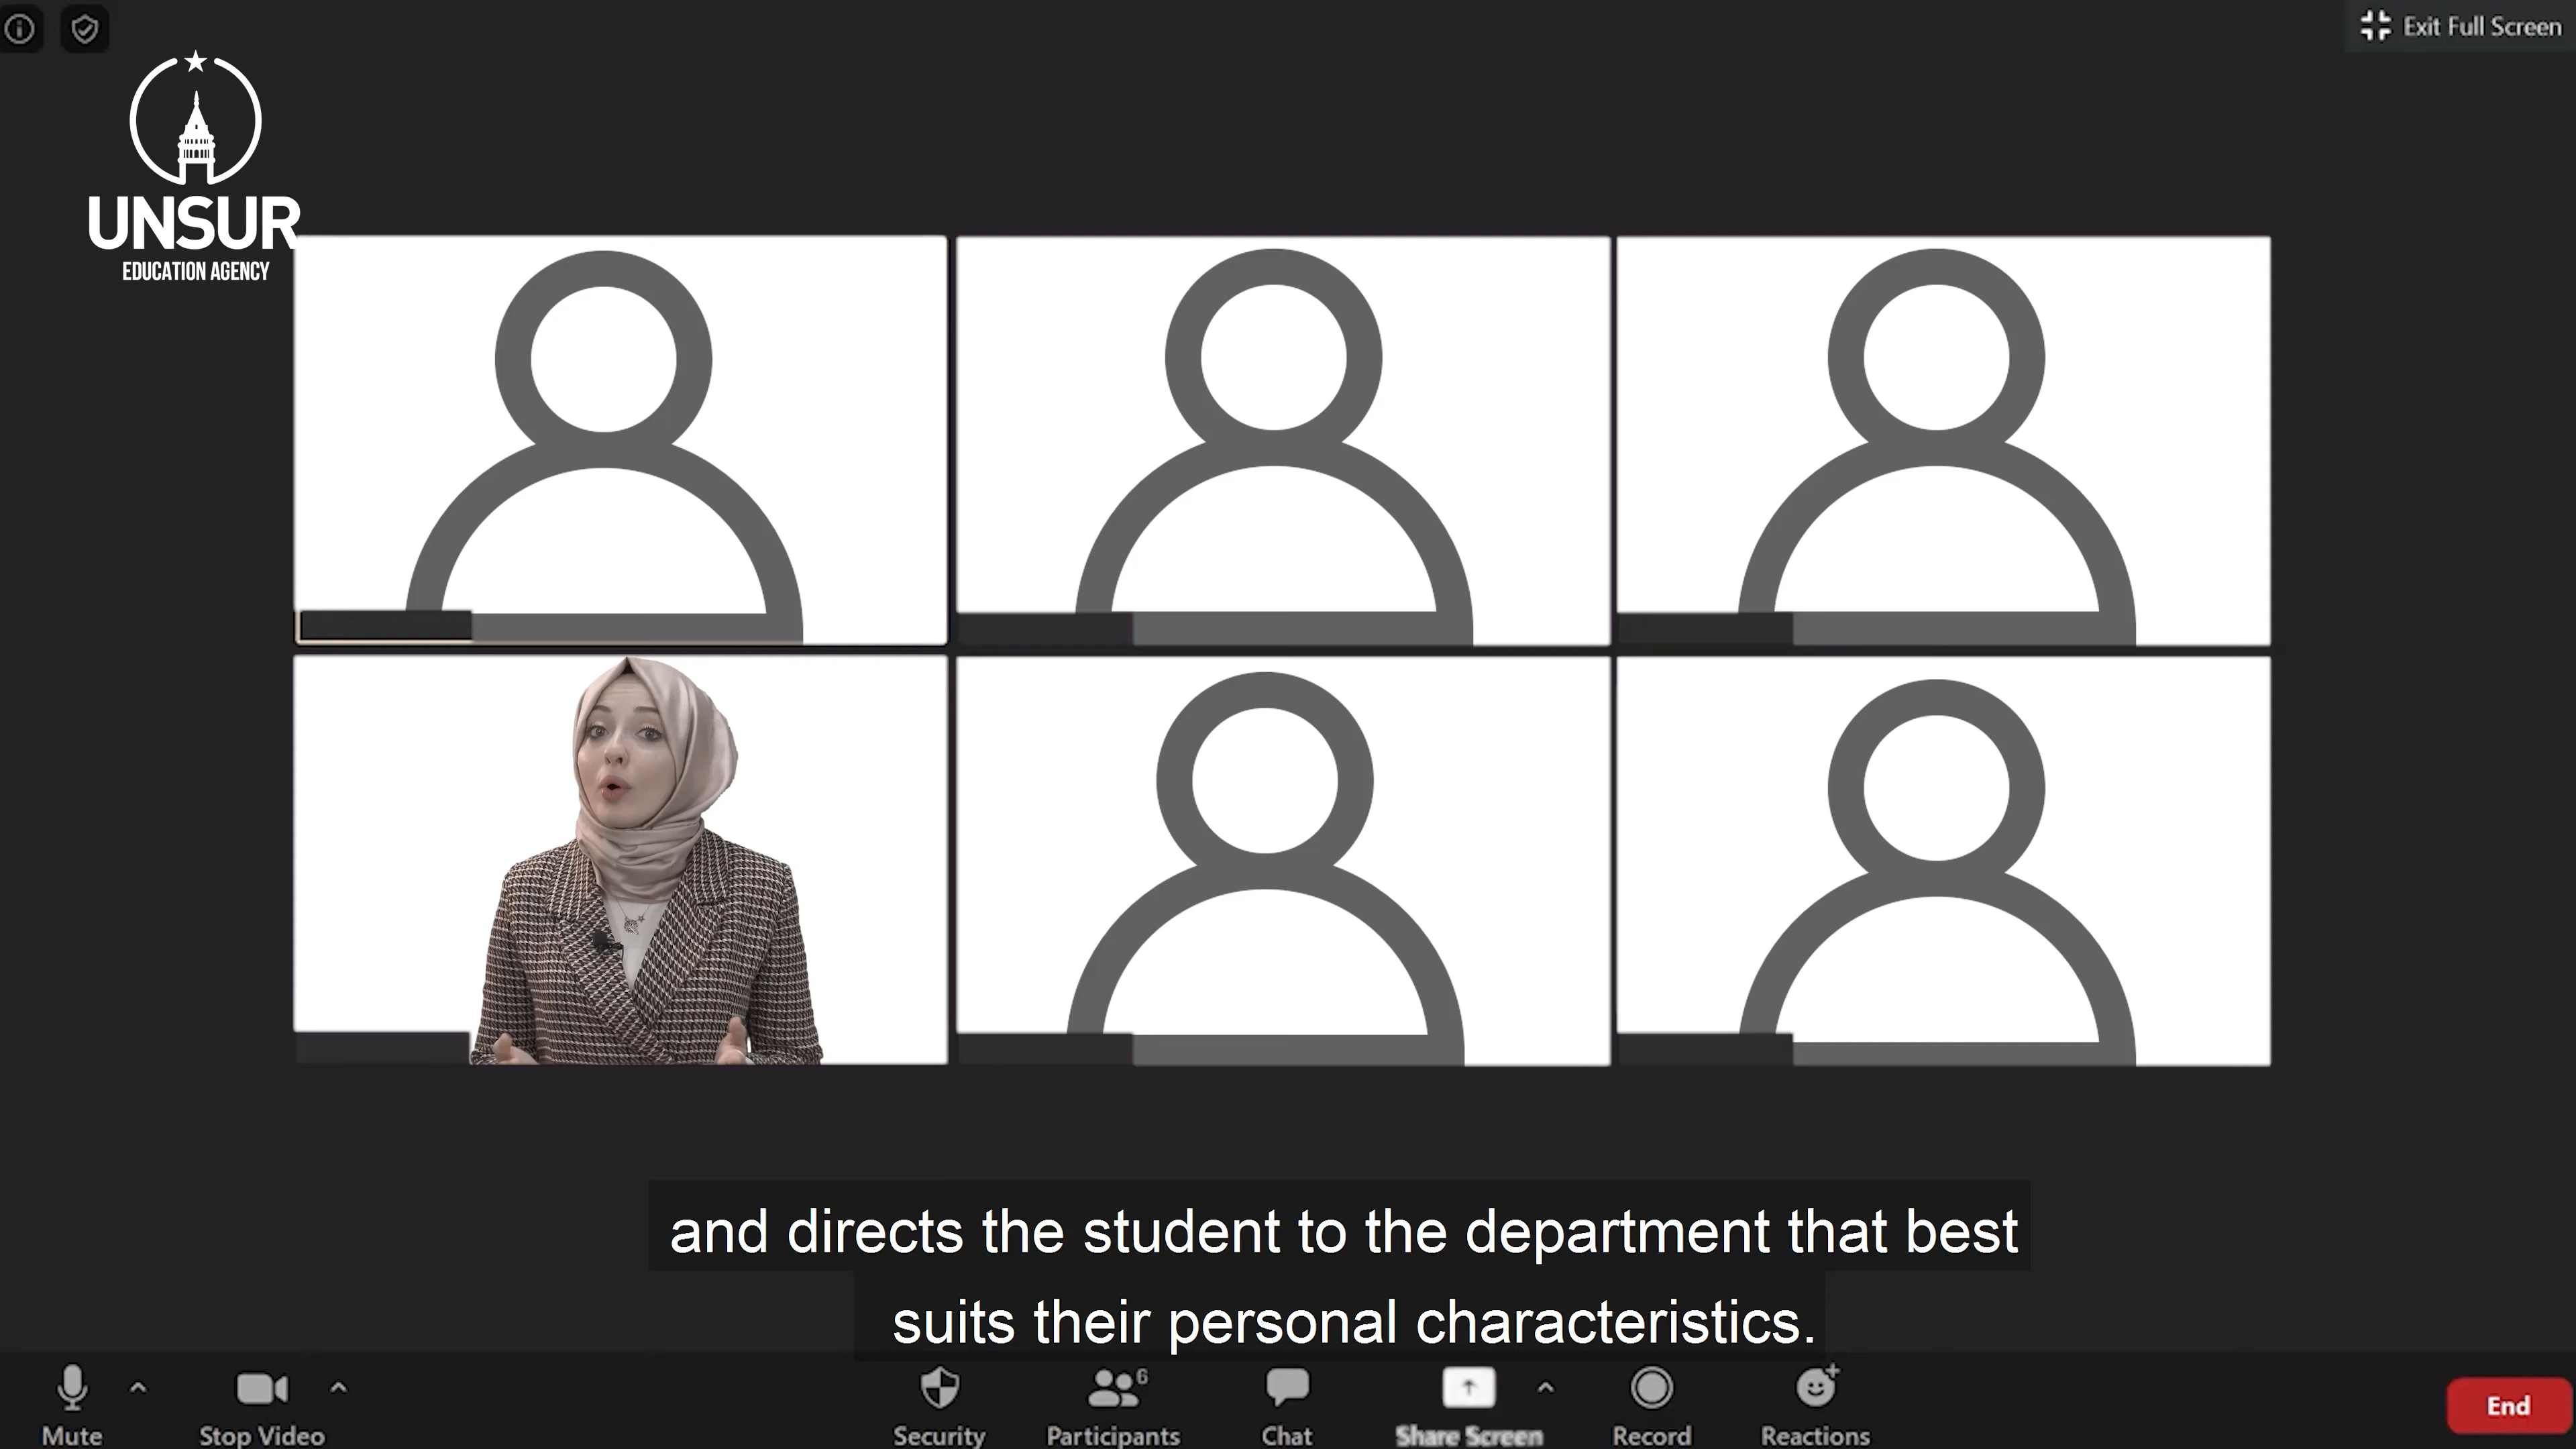 Exit Full Screen
UNSUR
EDUCATION AGENCY
and directs the student to the department that best
suits their personal characteristics.
6
Mute
Stop Video
Security
Participants
Chat
Share Screen
Record
Reactions
End